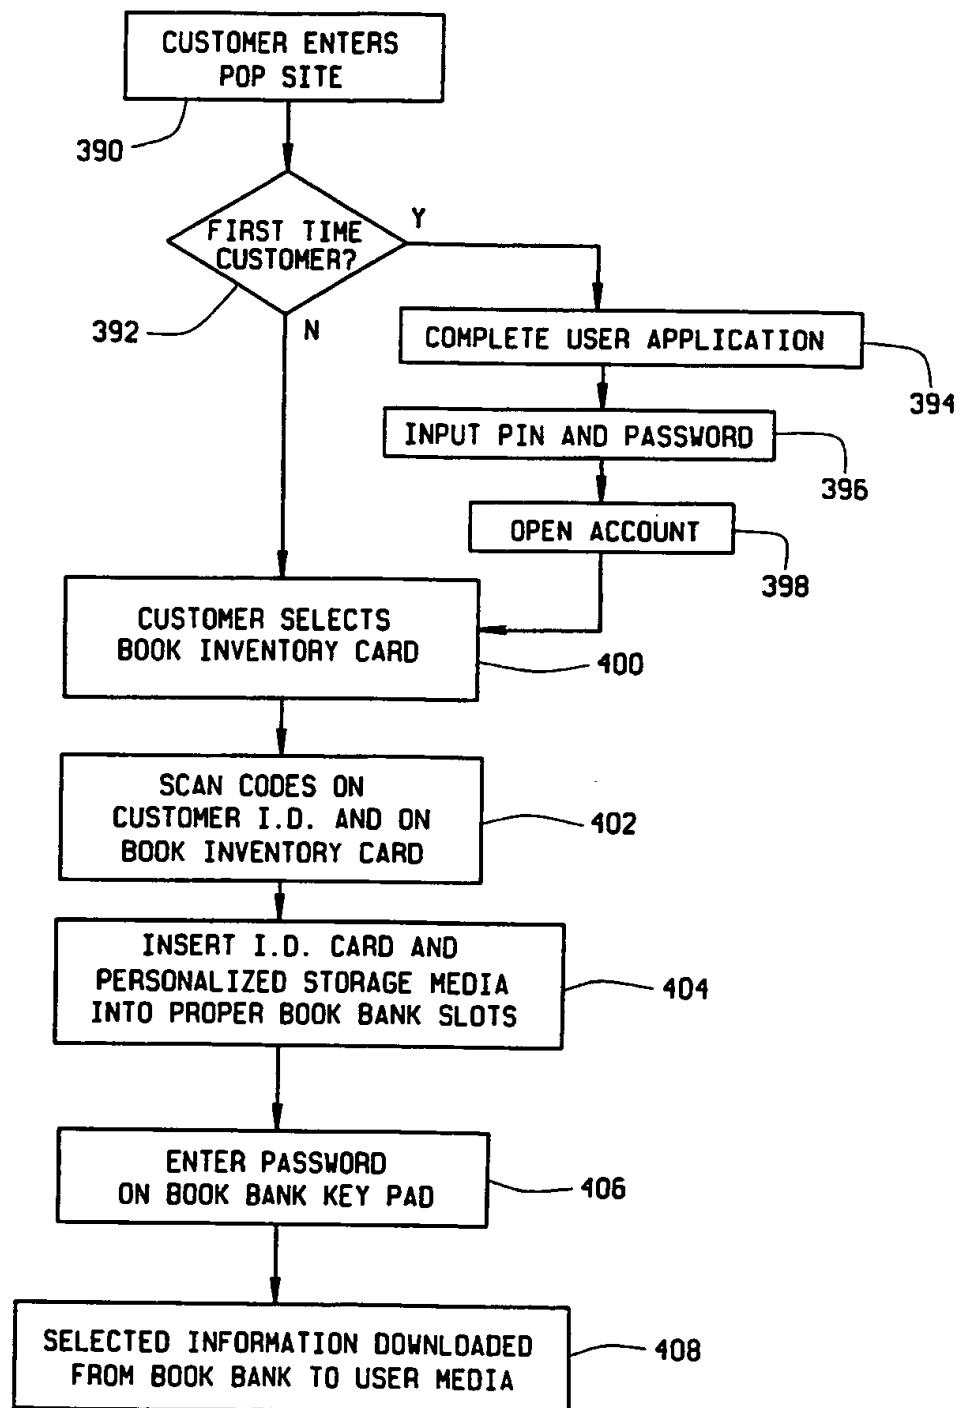 CUSTOMER ENTERS
POP SITE
390
FIRST TIME
CUSTOMER?
Y
392
N
COMPLETE USER APPLICATION
394
INPUT PIN AND PASSWORD
396
OPEN ACCOUNT
398
CUSTOMER SELECTS
BOOK INVENTORY CARD
400
SCAN CODES ON
CUSTOMER I.D. AND ON
BOOK INVENTORY CARD
402
INSERT I.D. CARD AND
PERSONALIZED STORAGE MEDIA
INTO PROPER BOOK BANK SLOTS
404
ENTER PASSWORD
ON BOOK BANK KEY PAD
406
SELECTED INFORMATION DOWNLOADED
FROM BOOK BANK TO USER MEDIA
408